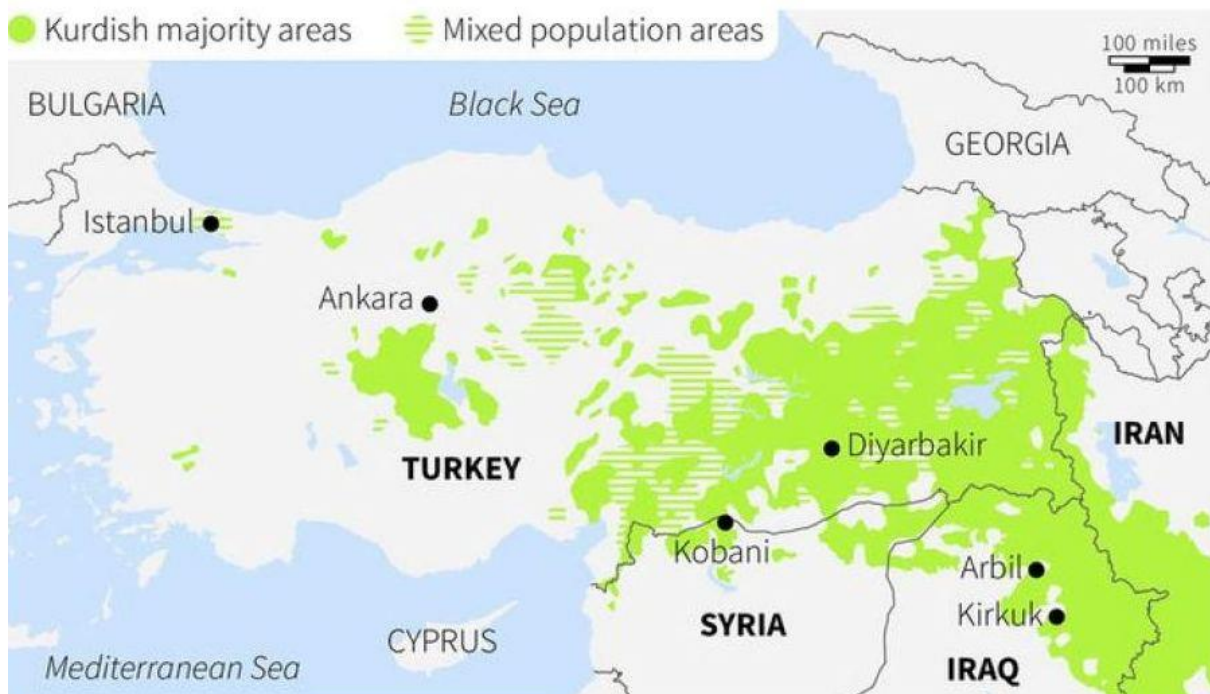 Kurdish majority areas
Mixed population areas
100 miles
100 km
BULGARIA
Black Sea
GEORGIA
Istanbul
Ankara
IRAN
Diyarbakir
TURKEY
Kobani
Arbil
SYRIA
Kirkuk
CYPRUS
Mediterranean Sea
IRAQ